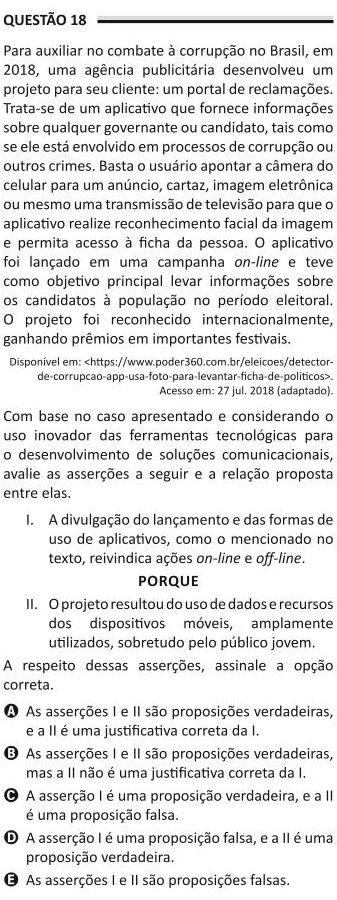 QUESTÃO 18
Para auxiliar no combate à corrupção no Brasil, em
2018, uma agência publicitária desenvolveu um
projeto para seu cliente: um portal de reclamações.
Trata-se de um aplicativo que fornece informações
sobre qualquer governante ou candidato, tais como
se ele está envolvido em processos de corrupção ou
outros crimes. Basta o usuário apontar a câmera do
celular para um anúncio, cartaz, imagem eletrônica
ou mesmo uma transmissão de televisão para que o
aplicativo realize reconhecimento facial da imagem
e permita acesso à ficha da pessoa. O aplicativo
foi lançado em uma campanha on-line e teve
como objetivo principal levar informações sobre
os candidatos à população no período eleitoral.
O projeto foi reconhecido internacionalmente,
ganhando prêmios em importantes festivais.
Disponível em: <https://www.poder360.com.br/eleicoes/detector-
de-corrupcao-app-usa-foto-para-levantar-ficha-de-politicos>.
Acesso em: 27 jul. 2018 (adaptado).
Com base no caso apresentado e considerando o
uso inovador das ferramentas tecnológicas para
o desenvolvimento de soluções comunicacionais,
avalie as asserções a seguir e a relação proposta
entre elas.
I. A divulgação do lançamento e das formas de
uso de aplicativos, como o mencionado no
texto, reivindica ações on-line e off-line.
PORQUE
II. O projeto resultou do uso de dados e recursos
dos dispositivos móveis, amplamente
utilizados, sobretudo pelo público jovem.
A respeito dessas asserções, assinale a opção
correta.
A As asserções I e II são proposições verdadeiras,
e a II é uma justificativa correta da I.
B As asserções I e II são proposições verdadeiras,
mas a II não é uma justificativa correta da I.
C A asserção I é uma proposição verdadeira, e a II
é uma proposição falsa.
D A asserção I é uma proposição falsa, e a II é uma
proposição verdadeira.
E As asserções I e II são proposições falsas.